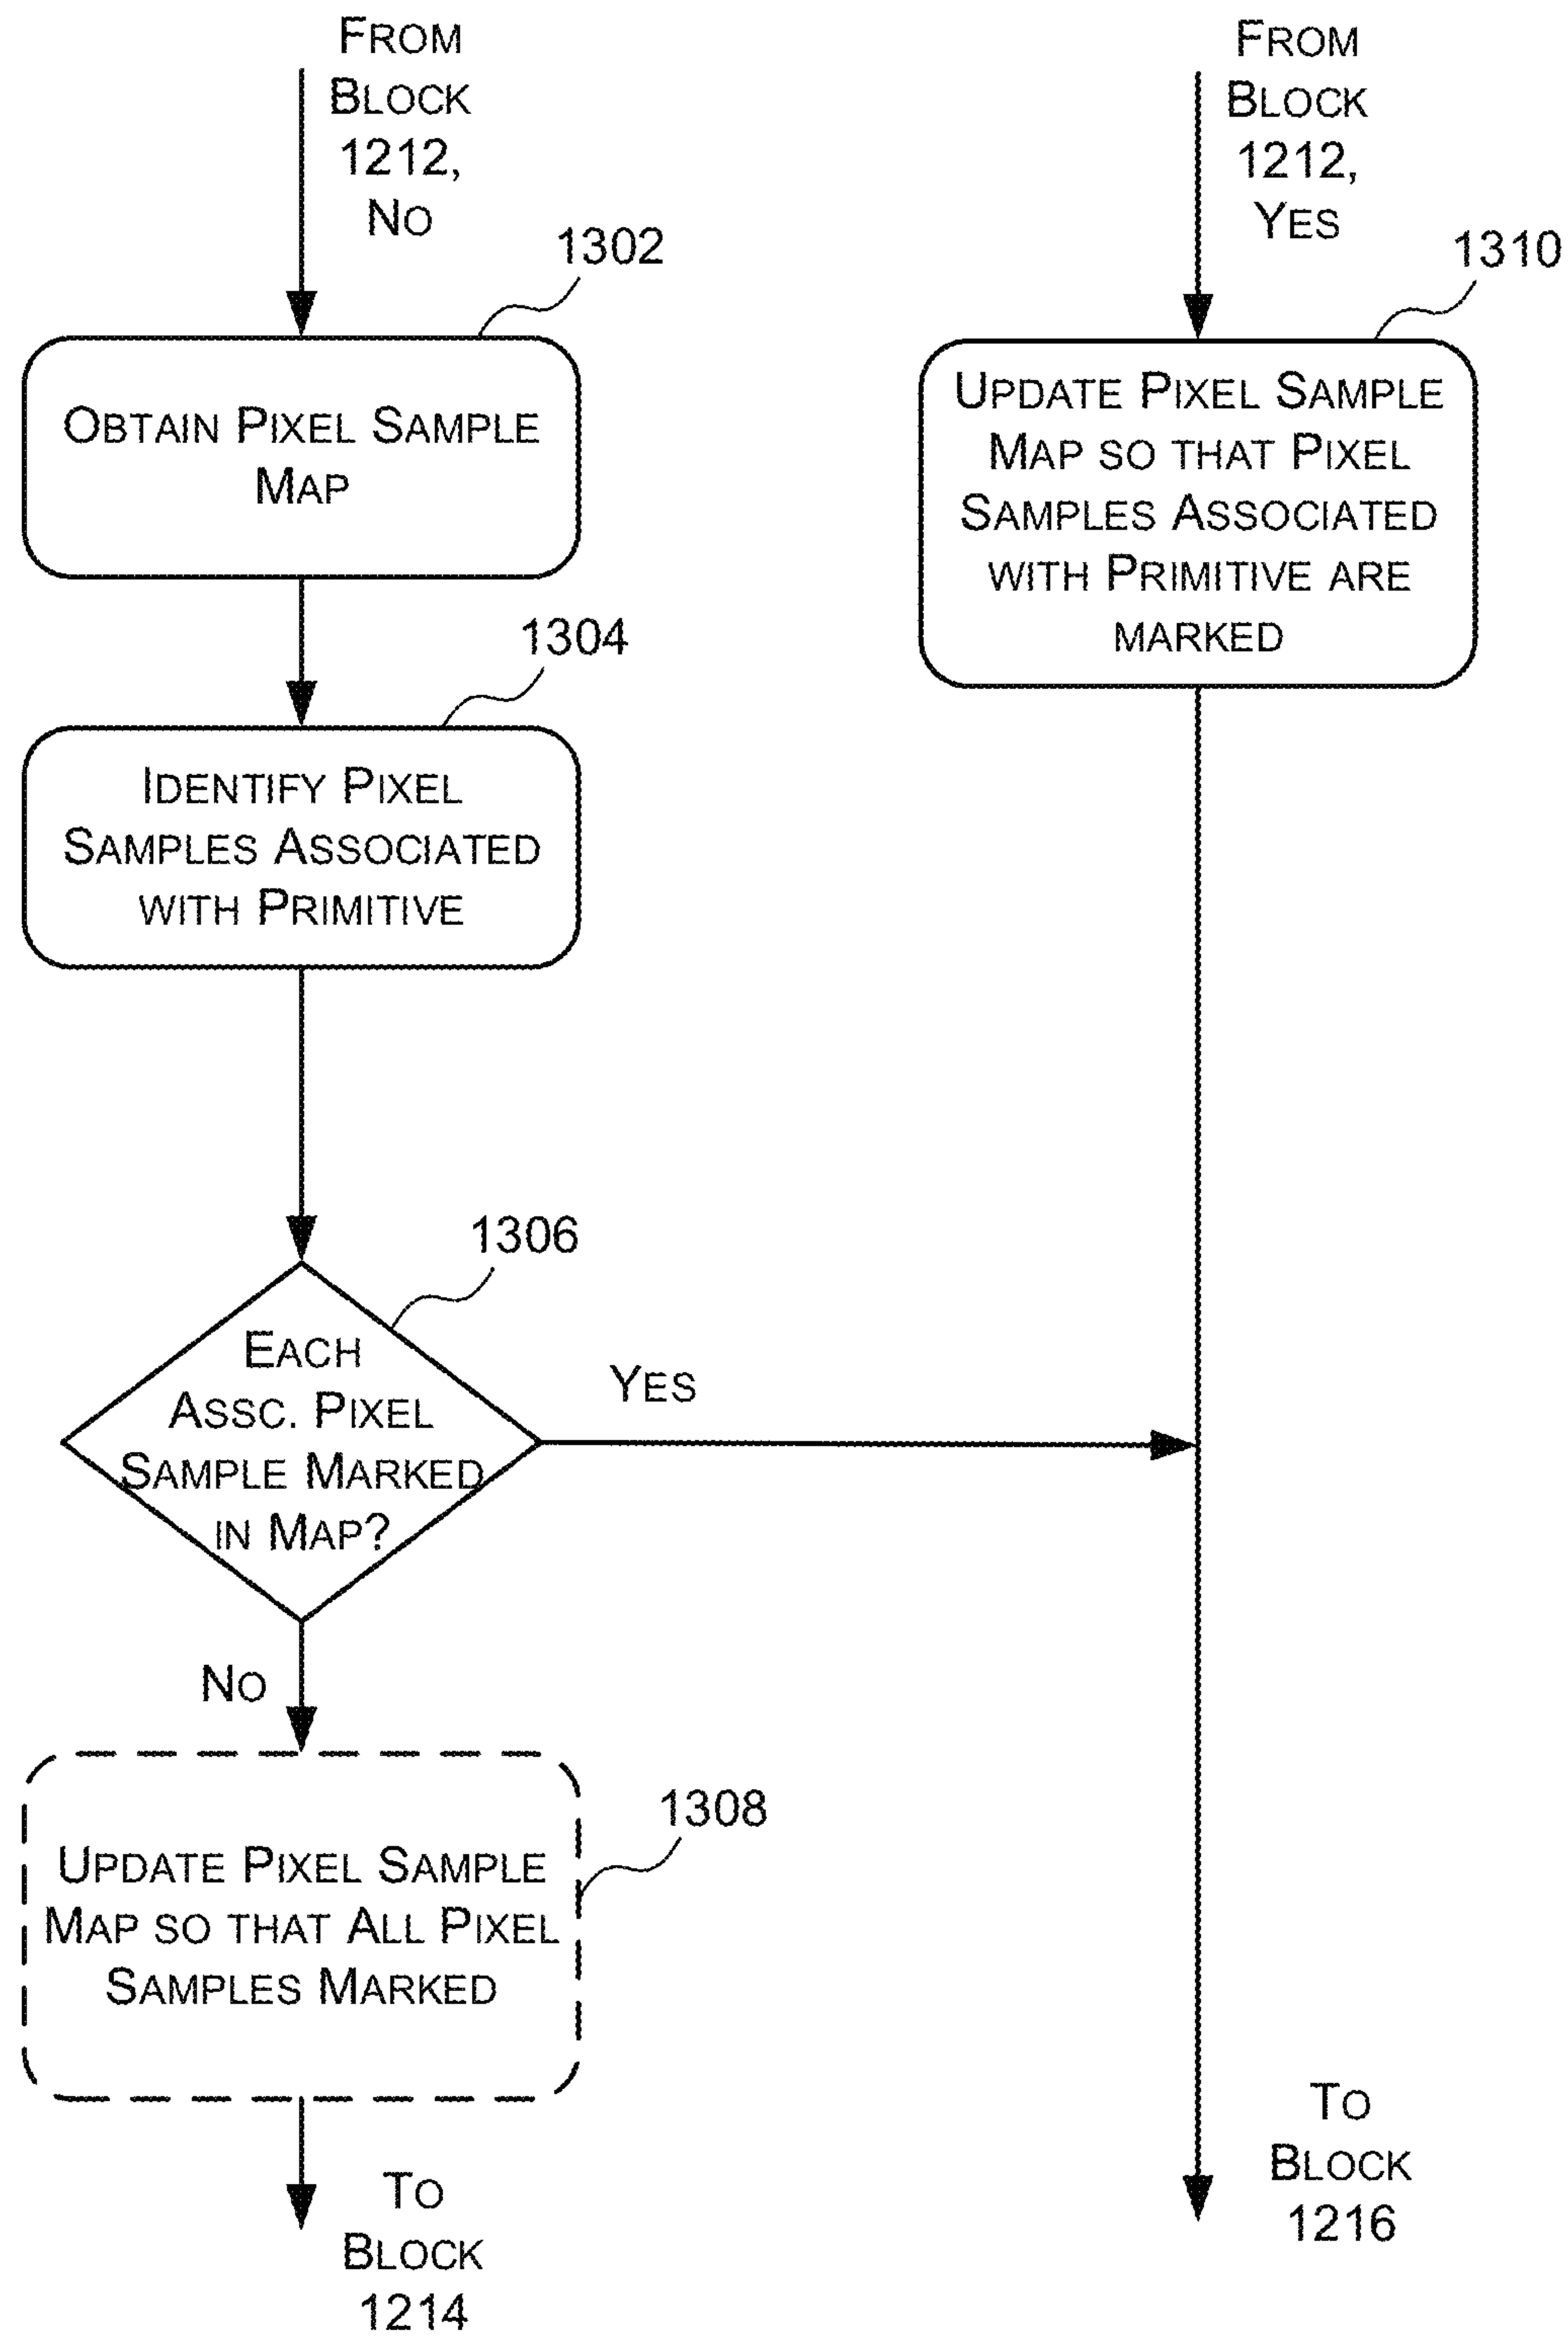 From
Block
1212,
No
1302
Obtain Pixel Sample
Map
1304
Identify Pixel
Samples Associated
with Primitive
1306
Each
Assc. Pixel
Sample Marked
in Map?
Yes
No
1308
Update Pixel Sample
Map so that All Pixel
Samples Marked
To
Block
1214
From
Block
1212,
Yes
1310
Update Pixel Sample
Map so that Pixel
Samples Associated
with Primitive are
marked
To
Block
1216